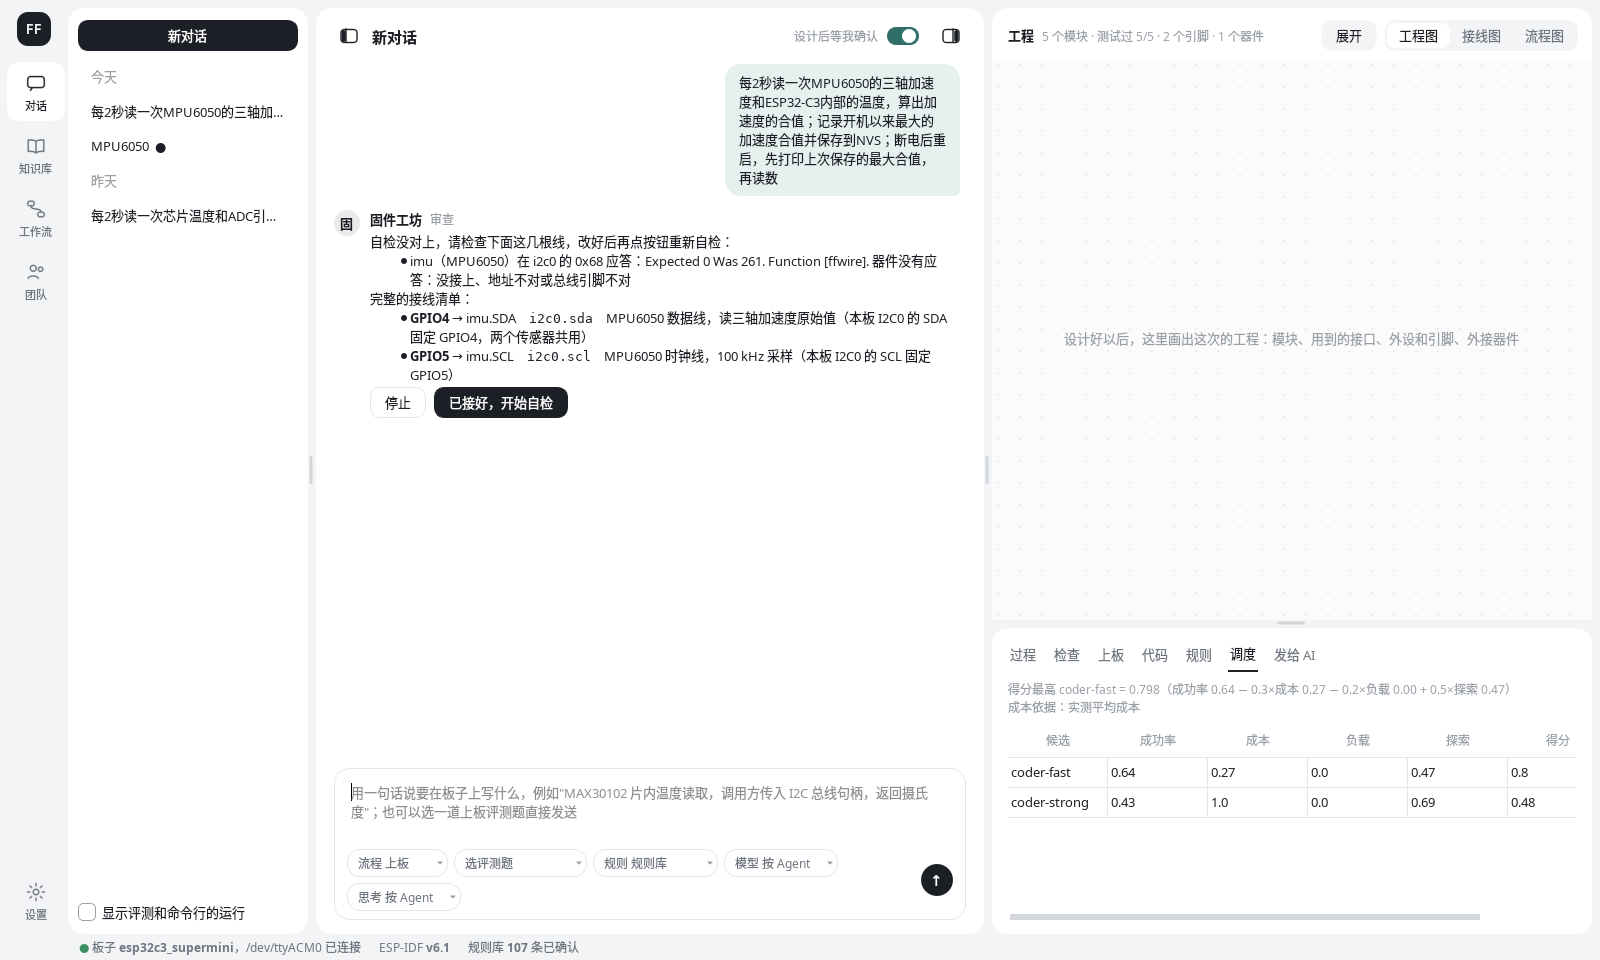 FF
对话
知识库
工作流
团队
设置
新对话
今天
每2秒读一次MPU6050的三轴加...
MPU6050
昨天
每2秒读一次芯片温度和ADC引...
显示评测和命令行的运行
新对话
设计后等我确认
每2秒读一次MPU6050的三轴加速
度和ESP32-C3内部的温度，算出加
速度的合值；记录开机以来最大的
加速度合值并保存到NVS；断电后重
启，先打印上次保存的最大合值，
再读数
固
固件工坊 审查
自检没对上，请检查下面这几根线，改好后再点按钮重新自检：
imu（MPU6050）在 i2c0 的 0x68 应答：Expected 0 Was 261. Function [ffwire]. 器件没有应
答：没接上、地址不对或总线引脚不对
完整的接线清单：
GPIO4 → imu.SDA i2c0.sda MPU6050 数据线，读三轴加速度原始值（本板 I2C0 的 SDA
固定 GPIO4，两个传感器共用）
GPIO5 → imu.SCL i2c0.scl MPU6050 时钟线，100 kHz 采样（本板 I2C0 的 SCL 固定
GPIO5）
停止 已接好，开始自检
用一句话说要在板子上写什么，例如"MAX30102 片内温度读取，调用方传入 I2C 总线句柄，返回摄氏
度"；也可以选一道上板评测题直接发送
流程 上板 选评测题 规则 规则库 模型 按 Agent
思考 按 Agent
工程 5 个模块 · 测试过 5/5 · 2 个引脚 · 1 个器件
展开 工程图 接线图 流程图
设计好以后，这里画出这次的工程：模块、用到的接口、外设和引脚、外接器件
过程 检查 上板 代码 规则 调度 发给 AI
得分最高 coder-fast = 0.798（成功率 0.64 − 0.3×成本 0.27 − 0.2×负载 0.00 + 0.5×探索 0.47）
成本依据：实测平均成本
候选 成功率 成本 负载 探索 得分
coder-fast 0.64 0.27 0.0 0.47 0.8
coder-strong 0.43 1.0 0.0 0.69 0.48
板子 esp32c3_supermini，/dev/ttyACM0 已连接 ESP-IDF v6.1 规则库 107 条已确认